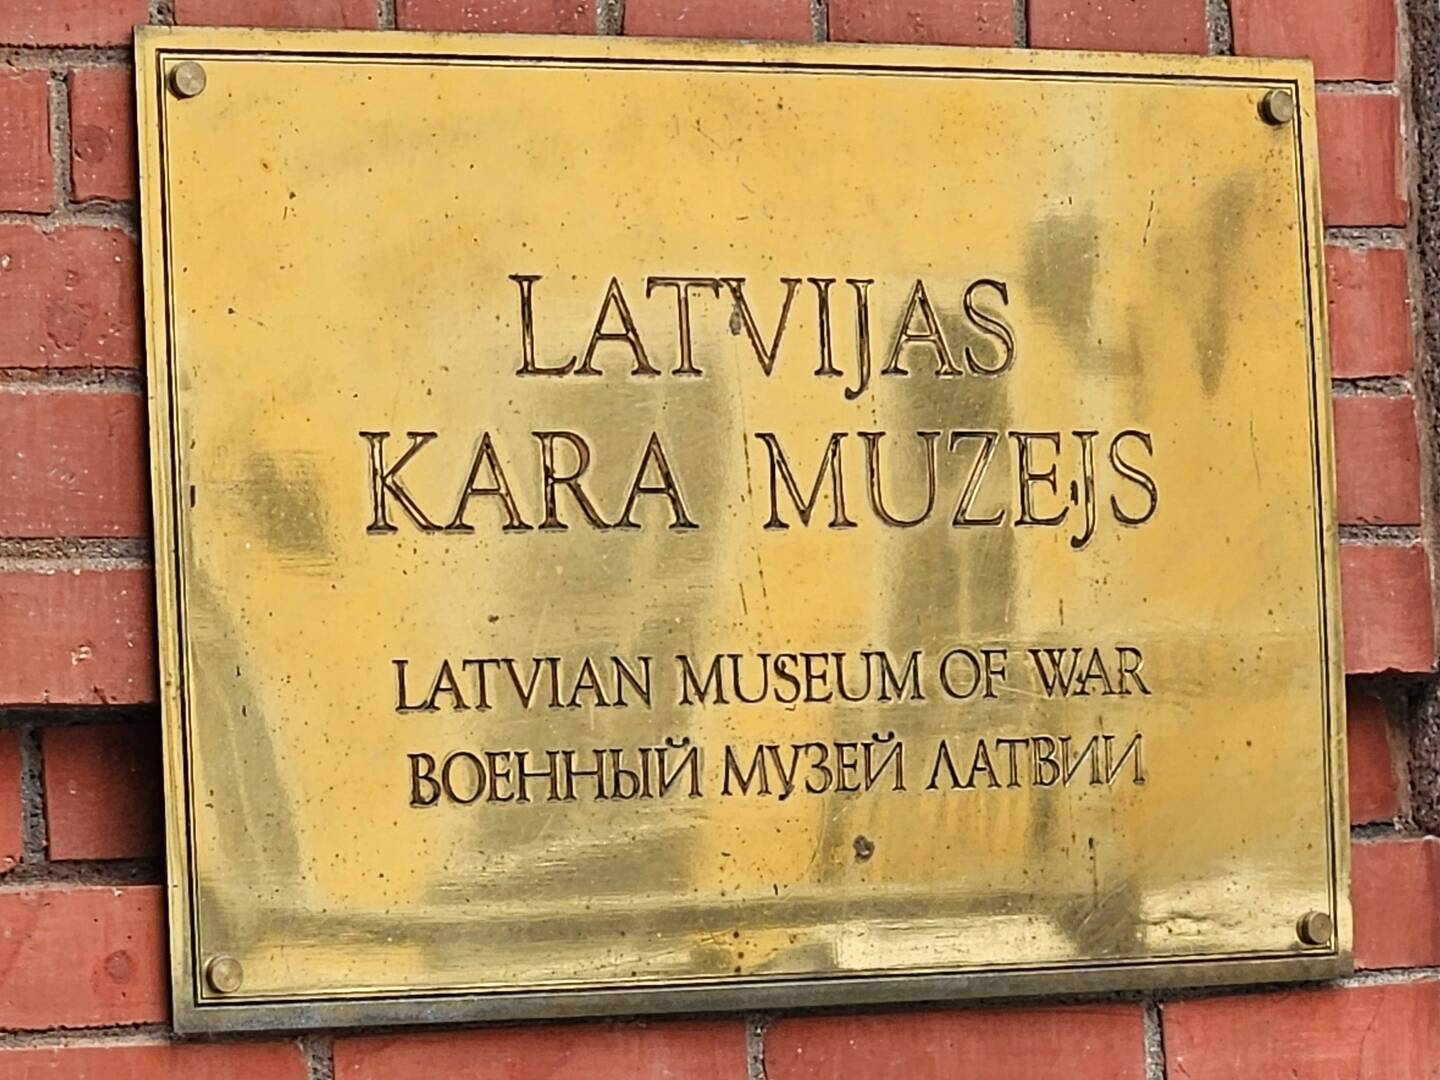 LATVIJAS
KARA MUZEJS
LATVIAN MUSEUM OF WAR
ВОЕННЫЙ МУЗЕЙ ЛАТВИИ